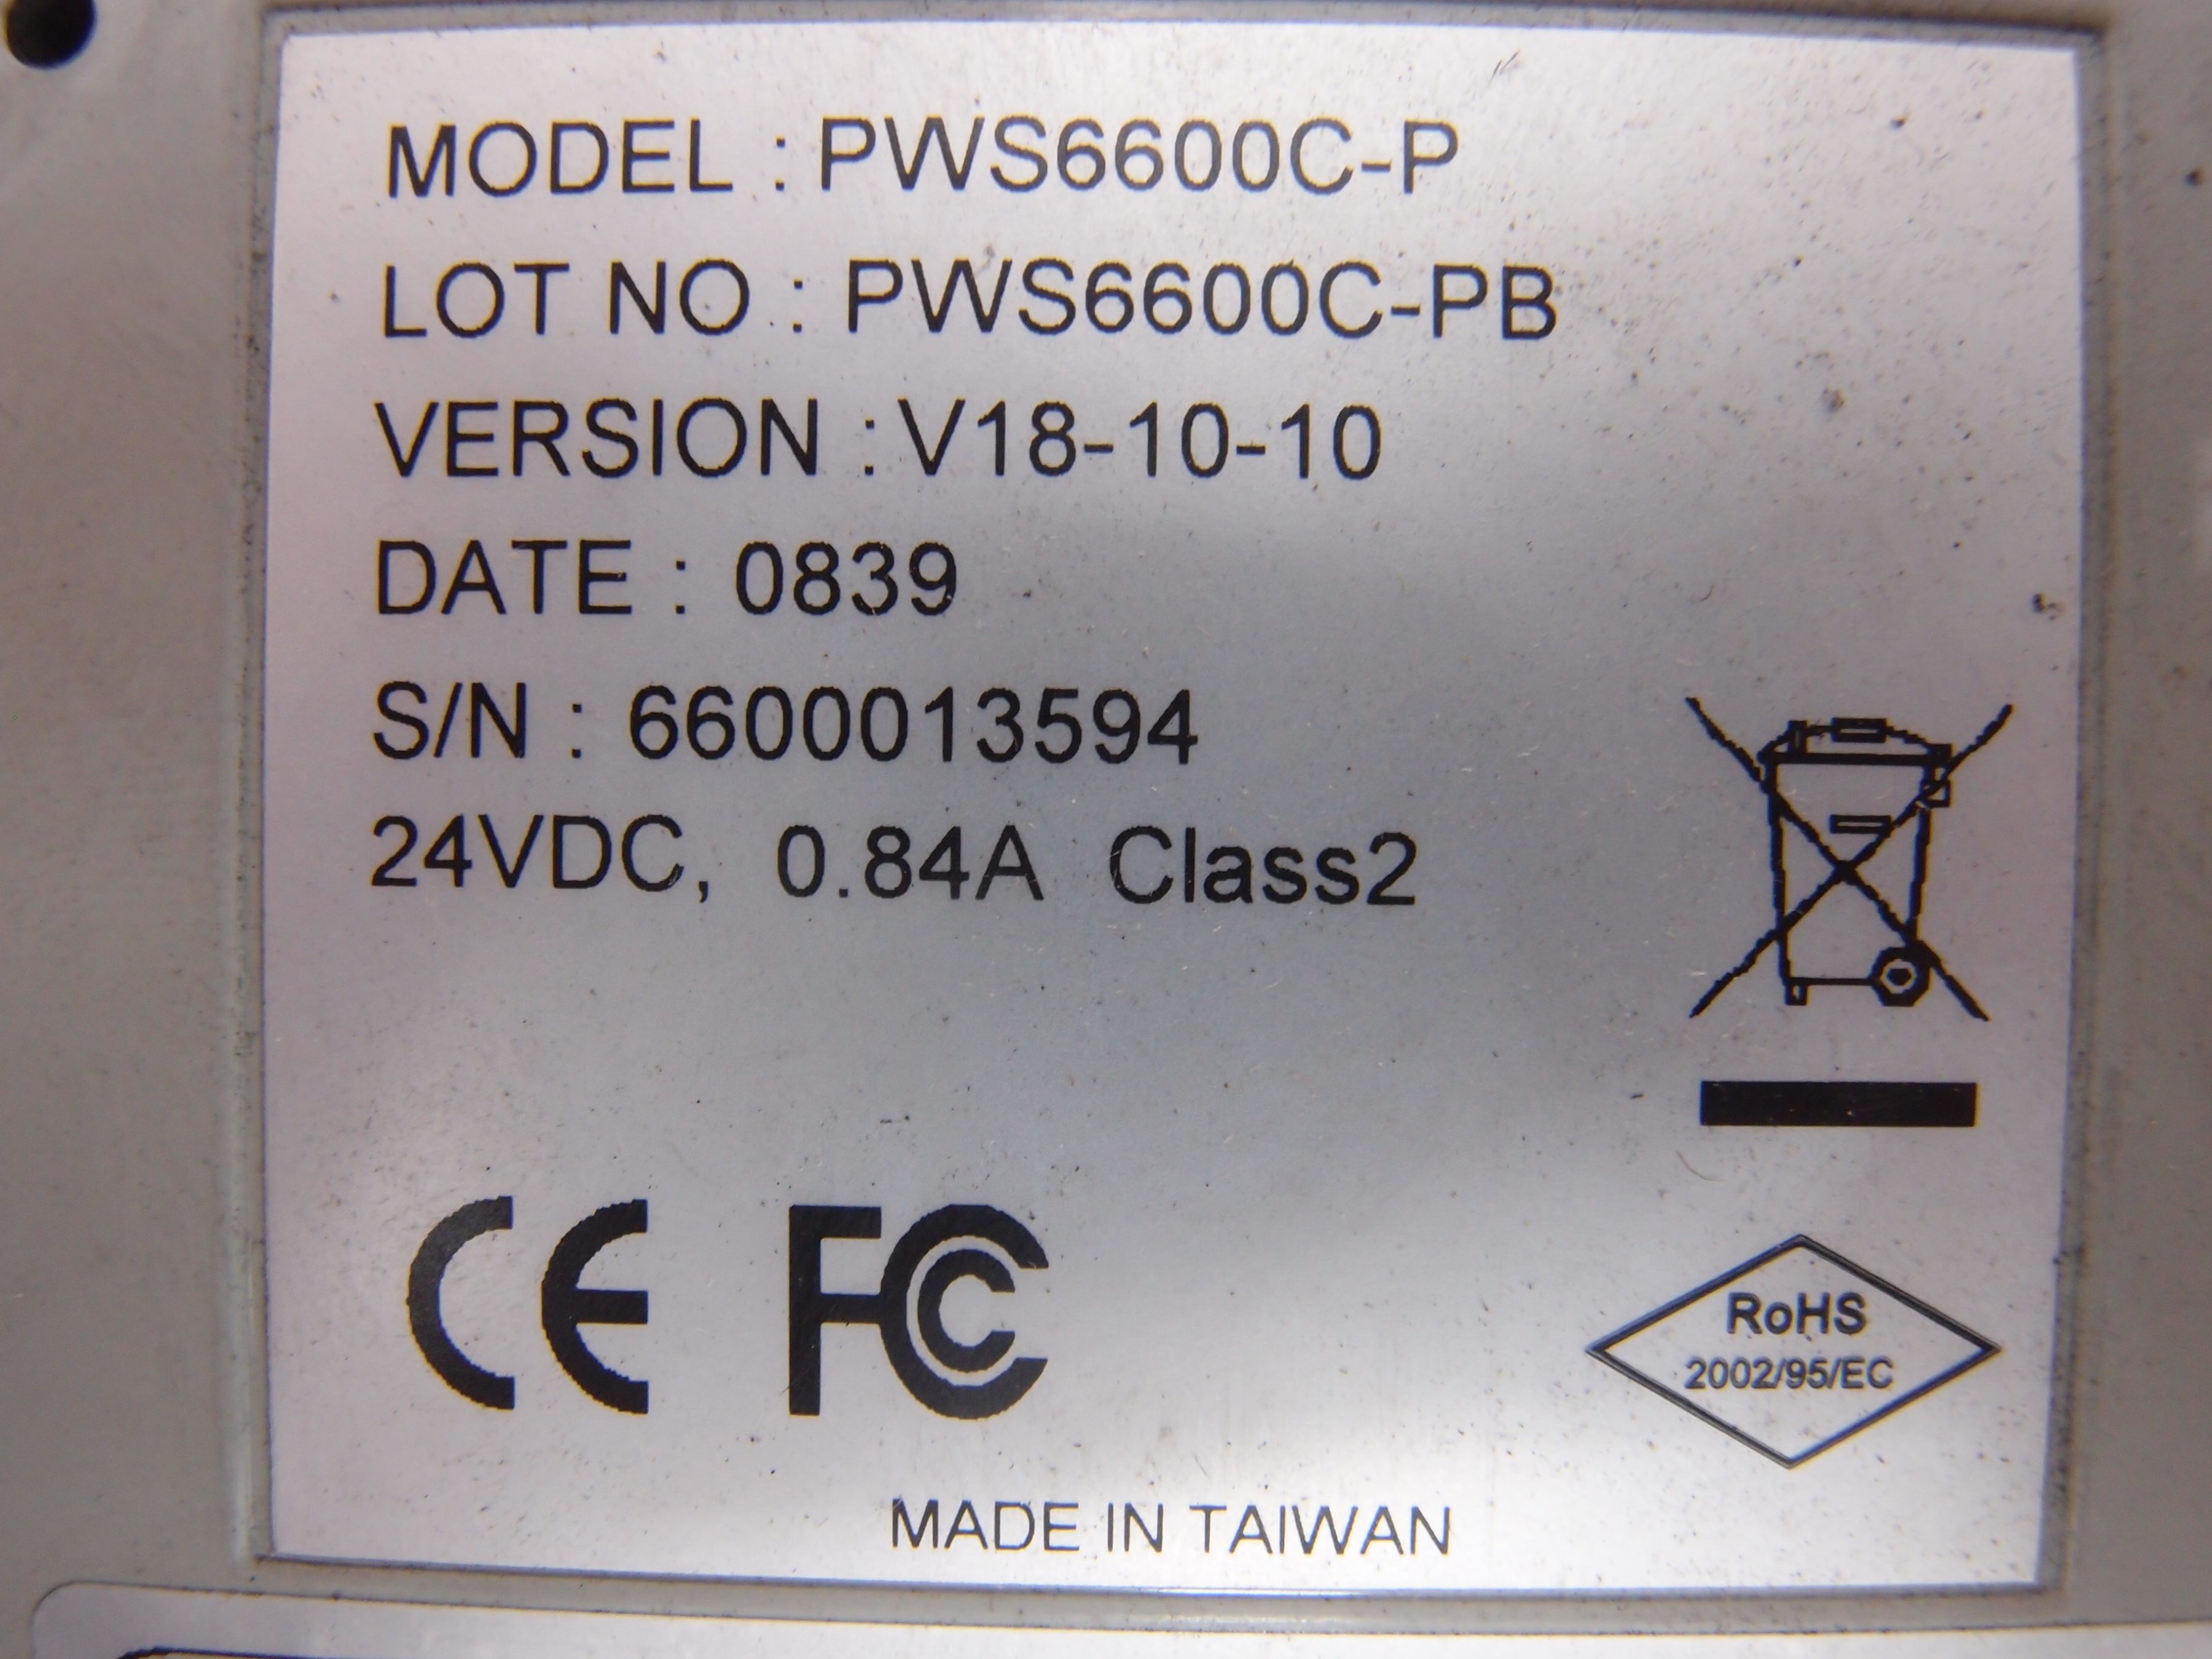 MODEL : PWS6600C-P
LOT NO : PWS6600C-PB
VERSION : V18-10-10
DATE : 0839
S/N : 6600013594
24VDC, 0.84A Class2
CE FC
RoHS
2002/95/EC
MADE IN TAIWAN